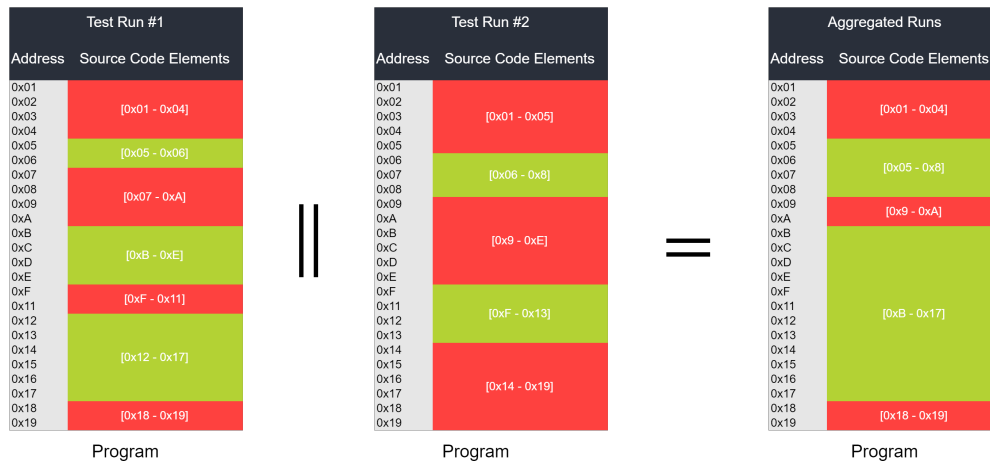 Test Run #1
Address Source Code Elements
0x01
0x02
0x03
0x04
0x05
0x06
0x07
0x08
0x09
0xA
0xB
0xC
0xD
0xE
0xF
0x11
0x12
0x13
0x14
0x15
0x16
0x17
0x18
0x19
[0x01 - 0x04]
[0x05 - 0x06]
[0x07 - 0xA]
[0xB - 0xE]
[0xF - 0x11]
[0x12 - 0x17]
[0x18 - 0x19]
Program
||
Test Run #2
Address Source Code Elements
0x01
0x02
0x03
0x04
0x05
0x06
0x07
0x08
0x09
0xA
0xB
0xC
0xD
0xE
0xF
0x11
0x12
0x13
0x14
0x15
0x16
0x17
0x18
0x19
[0x01 - 0x05]
[0x06 - 0x8]
[0x9 - 0xE]
[0xF - 0x13]
[0x14 - 0x19]
Program
=
Aggregated Runs
Address Source Code Elements
0x01
0x02
0x03
0x04
0x05
0x06
0x07
0x08
0x09
0xA
0xB
0xC
0xD
0xE
0xF
0x11
0x12
0x13
0x14
0x15
0x16
0x17
0x18
0x19
[0x01 - 0x04]
[0x05 - 0x8]
[0x9 - 0xA]
[0xB - 0x17]
[0x18 - 0x19]
Program